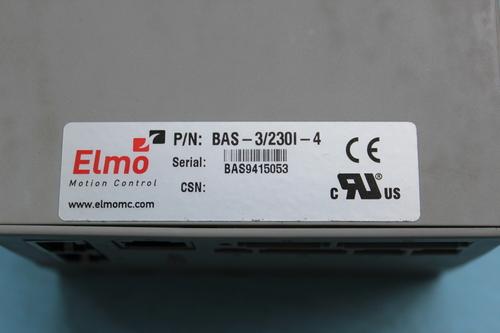 Elmo
Motion Control
www.elmomc.com
P/N: BAS-3/230I-4
Serial:
BAS9415053
CSN:
CE
c RU US